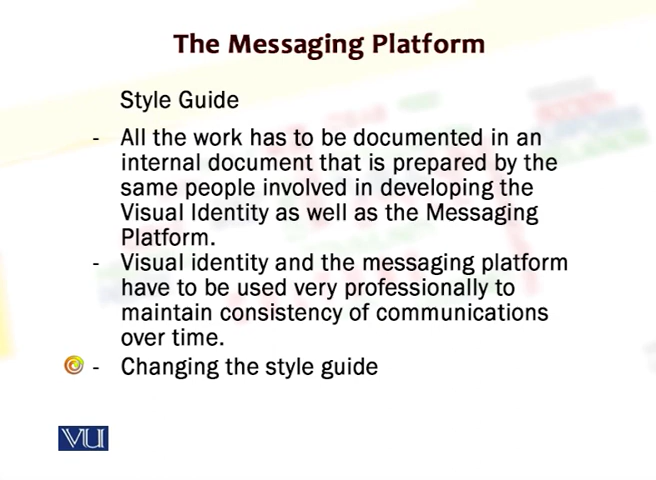 The Messaging Platform
Style Guide
- All the work has to be documented in an
internal document that is prepared by the
same people involved in developing the
Visual Identity as well as the Messaging
Platform.
- Visual identity and the messaging platform
have to be used very professionally to
maintain consistency of communications
over time.
- Changing the style guide
VU